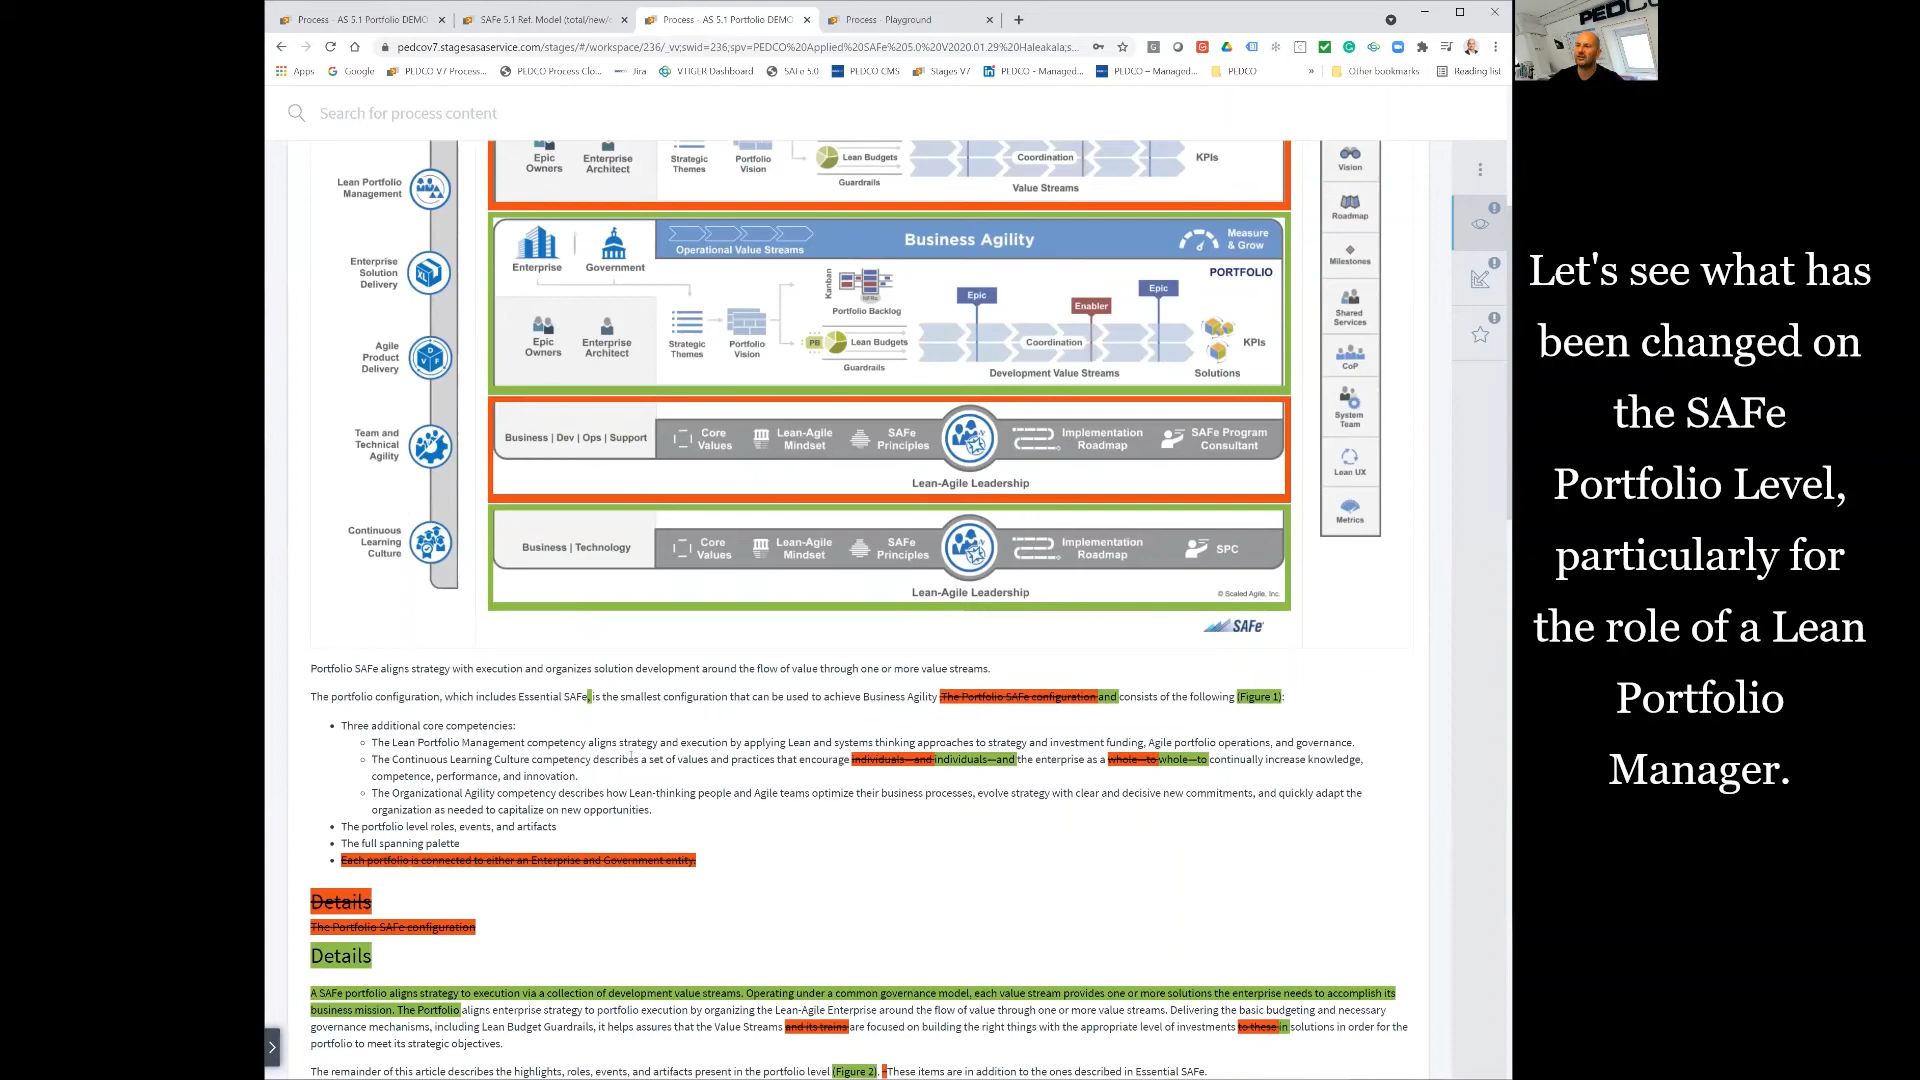 Process - AS 5.1 Portfolio DEMO
SAFe 5.1 Ref. Model (total/new/c
Process - AS 5.1 Portfolio DEMO
Process - Playground
pedcov7.stagesasaservice.com/stages/#/workspace/236/_vv;swid=236;spv=PEDCO%20Applied%20SAFe%205.0%20V2020.01.29%20Haleakala;s...
Apps
Google
PEDCO V7 Process...
PEDCO Process Clo...
Jira
VTIGER Dashboard
SAFe 5.0
PEDCO CMS
Stages V7
PEDCO - Managed...
PEDCO – Managed...
PEDCO
»
Other bookmarks
Reading list
Search for process content
Epic
Owners
Enterprise
Architect
Strategic
Themes
Portfolio
Vision
Lean Budgets
Guardrails
Coordination
Value Streams
KPIs
Lean Portfolio
Management
Enterprise
Solution
Delivery
Agile
Product
Delivery
Team and
Technical
Agility
Continuous
Learning
Culture
Enterprise
Government
Operational Value Streams
Business Agility
Measure
& Grow
PORTFOLIO
Epic
Owners
Enterprise
Architect
Strategic
Themes
Portfolio
Vision
Kanban
NFRs
Portfolio Backlog
PB
Lean Budgets
Guardrails
Epic
Enabler
Epic
Coordination
Development Value Streams
Solutions
KPIs
Business | Dev | Ops | Support
Core
Values
Lean-Agile
Mindset
SAFe
Principles
Implementation
Roadmap
SAFe Program
Consultant
Lean-Agile Leadership
Business | Technology
Core
Values
Lean-Agile
Mindset
SAFe
Principles
Implementation
Roadmap
SPC
Lean-Agile Leadership
© Scaled Agile, Inc.
SAFe
Vision
Roadmap
Milestones
Shared
Services
CoP
System
Team
Lean UX
Metrics
Portfolio SAFe aligns strategy with execution and organizes solution development around the flow of value through one or more value streams.
The portfolio configuration, which includes Essential SAFe, is the smallest configuration that can be used to achieve Business Agility The Portfolio SAFe configuration and consists of the following (Figure 1):
Three additional core competencies:
The Lean Portfolio Management competency aligns strategy and execution by applying Lean and systems thinking approaches to strategy and investment funding, Agile portfolio operations, and governance.
The Continuous Learning Culture competency describes a set of values and practices that encourage individuals—and individuals—and the enterprise as a whole—to whole—to continually increase knowledge,
competence, performance, and innovation.
The Organizational Agility competency describes how Lean-thinking people and Agile teams optimize their business processes, evolve strategy with clear and decisive new commitments, and quickly adapt the
organization as needed to capitalize on new opportunities.
The portfolio level roles, events, and artifacts
The full spanning palette
Each portfolio is connected to either an Enterprise and Government entity.
Details
The Portfolio SAFe configuration
Details
A SAFe portfolio aligns strategy to execution via a collection of development value streams. Operating under a common governance model, each value stream provides one or more solutions the enterprise needs to accomplish its
business mission. The Portfolio aligns enterprise strategy to portfolio execution by organizing the Lean-Agile Enterprise around the flow of value through one or more value streams. Delivering the basic budgeting and necessary
governance mechanisms, including Lean Budget Guardrails, it helps assures that the Value Streams and its trains are focused on building the right things with the appropriate level of investments to these in solutions in order for the
portfolio to meet its strategic objectives.
The remainder of this article describes the highlights, roles, events, and artifacts present in the portfolio level (Figure 2). These items are in addition to the ones described in Essential SAFe.
PEDCO
Let's see what has
been changed on
the SAFe
Portfolio Level,
particularly for
the role of a Lean
Portfolio
Manager.